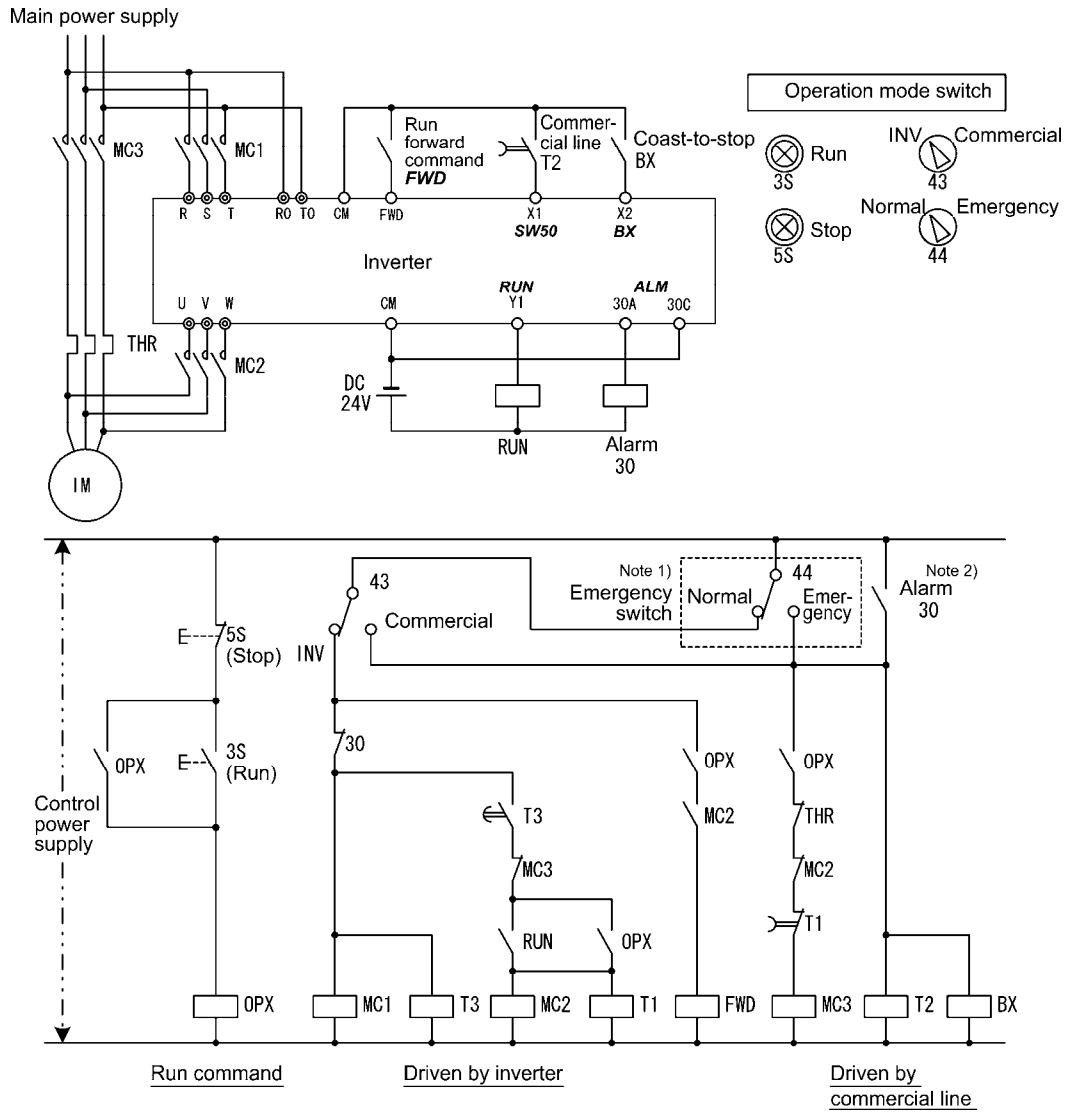 Main power supply
MC3
MC1
Run
forward
command
FWD
Commer-
cial line
T2
Coast-to-stop
BX
Operation mode switch
Run
3S
INV
Commercial
43
Stop
5S
Normal
Emergency
44
R
S
T
R0
T0
CM
FWD
X1
SW50
X2
BX
Inverter
U
V
W
CM
RUN
Y1
ALM
30A
30C
THR
MC2
DC
24V
RUN
Alarm
30
IM
Note 1)
Emergency
switch
Normal
44
Emer-
gency
Note 2)
Alarm
30
43
Commercial
INV
5S
(Stop)
OPX
3S
(Run)
30
OPX
OPX
T3
MC2
THR
MC3
MC2
RUN
OPX
T1
Control
power
supply
OPX
MC1
T3
MC2
T1
FWD
MC3
T2
BX
Run command
Driven by inverter
Driven by
commercial line